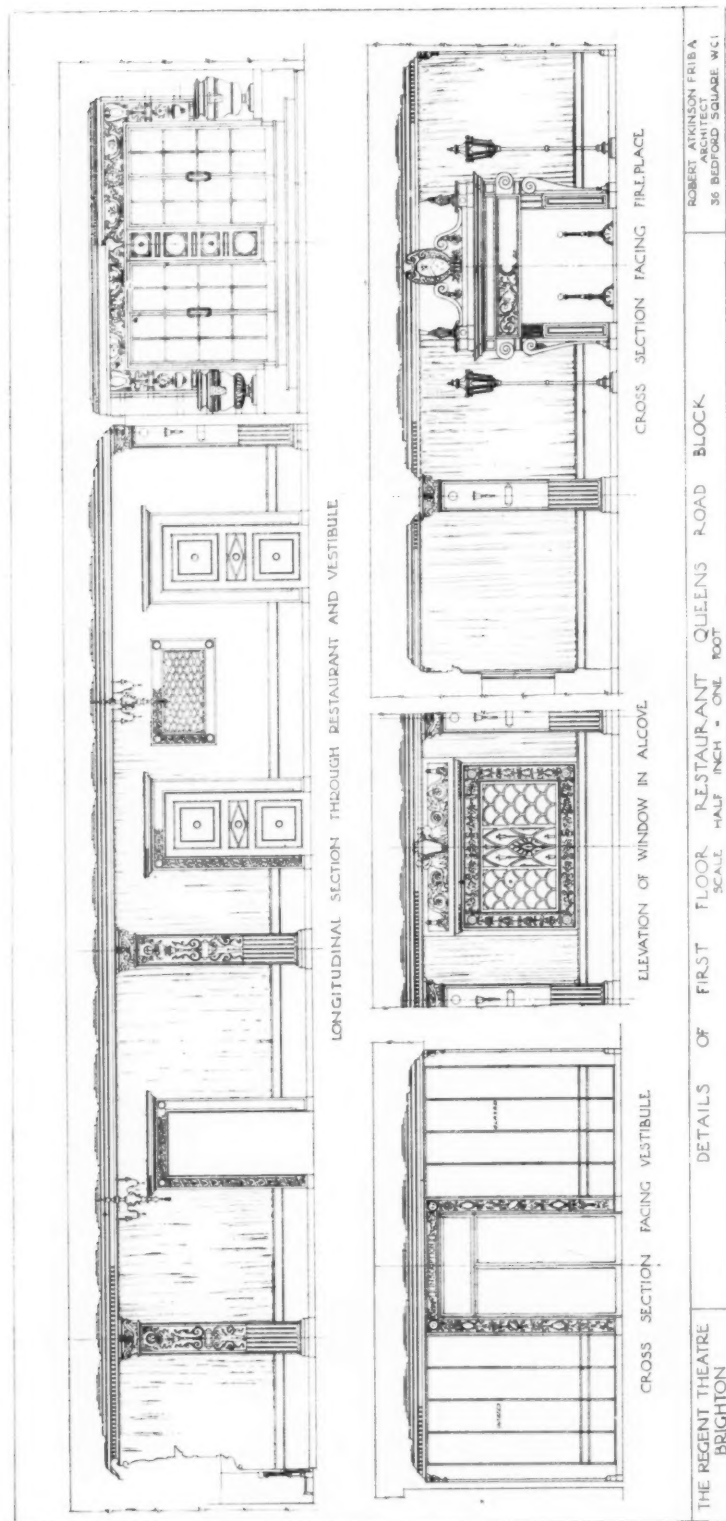 LONGITUDINAL SECTION THROUGH RESTAURANT AND VESTIBULE
CROSS SECTION FACING VESTIBULE
ELEVATION OF WINDOW IN ALCOVE
CROSS SECTION FACING FIREPLACE
THE REGENT THEATRE
BRIGHTON
DETAILS OF FIRST FLOOR RESTAURANT QUEENS ROAD BLOCK
SCALE HALF INCH = ONE FOOT
ROBERT ATKINSON F.R.I.B.A.
ARCHITECT
36 BEDFORD SQUARE WC1